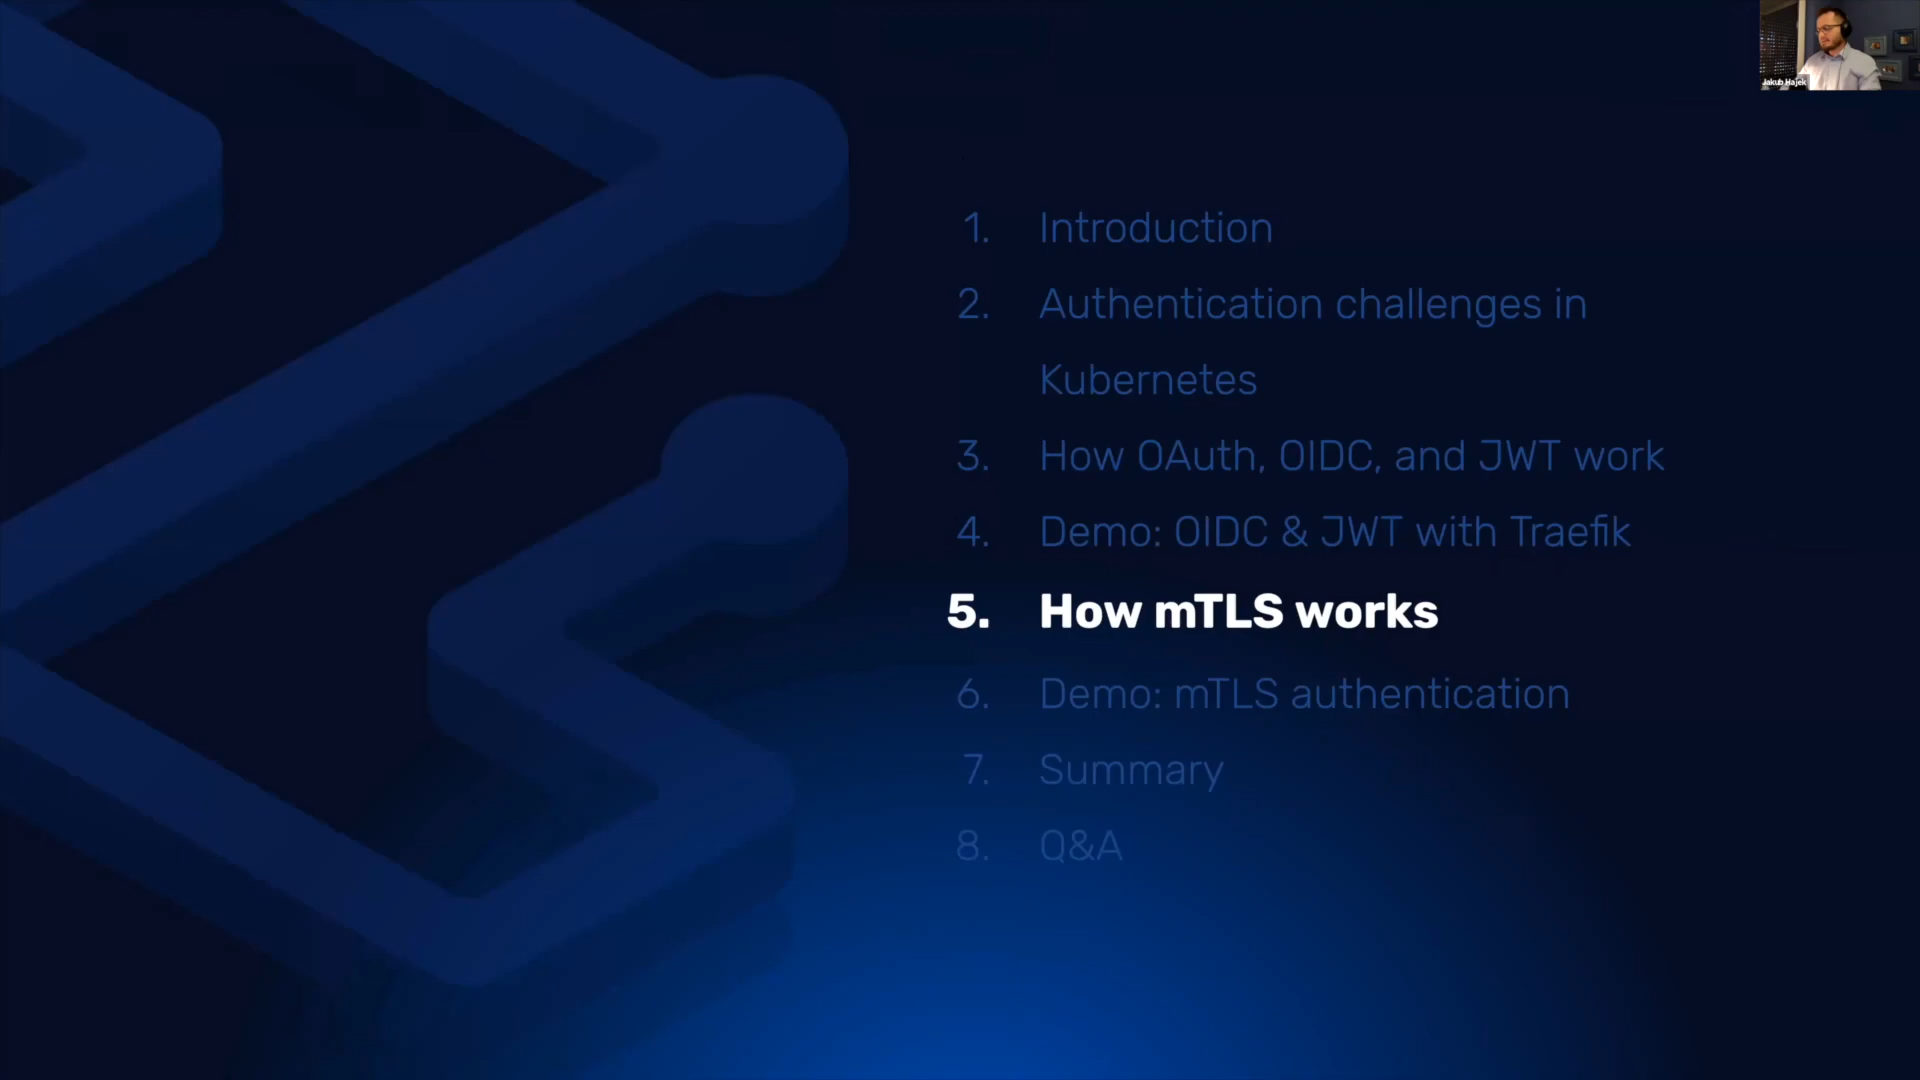 Jakub Hajek
1. Introduction
2. Authentication challenges in
Kubernetes
3. How OAuth, OIDC, and JWT work
4. Demo: OIDC & JWT with Traefik
5. How mTLS works
6. Demo: mTLS authentication
7. Summary
8. Q&A